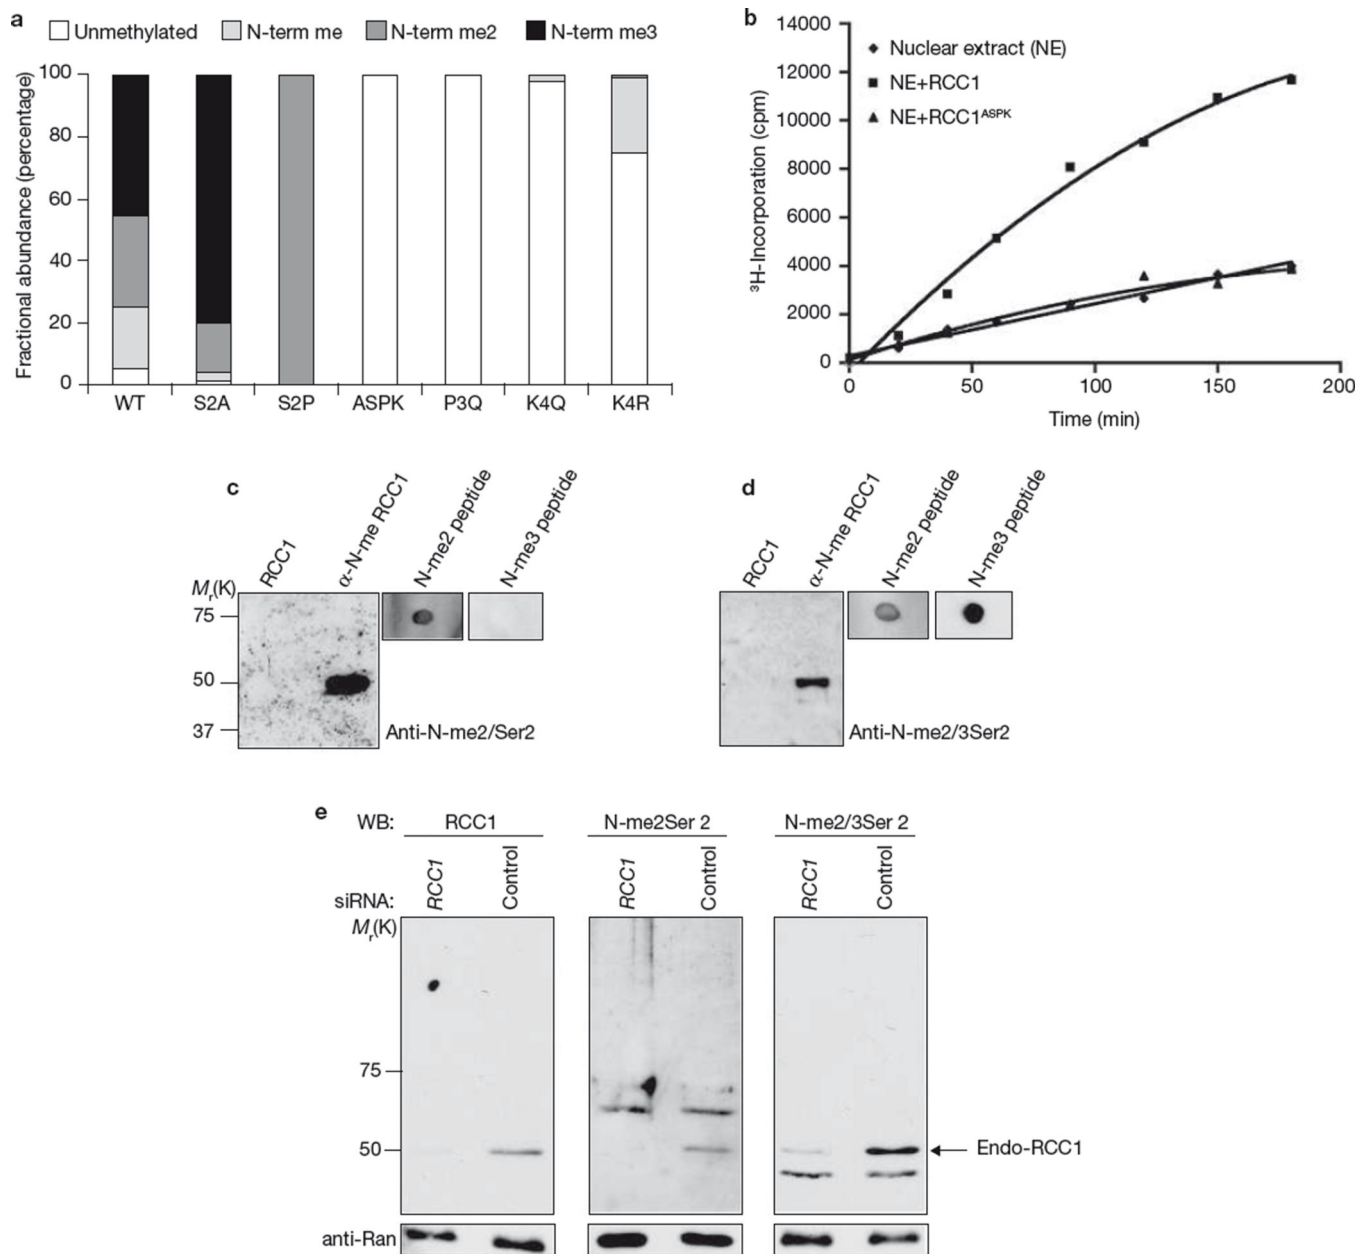 a
Unmethylated N-term me N-term me2 N-term me3
Fractional abundance (percentage)
100
80
60
40
20
0
WT S2A S2P ASPK P3Q K4Q K4R
b
³H-Incorporation (cpm)
14000
12000
10000
8000
6000
4000
2000
0
Nuclear extract (NE)
NE+RCC1
NE+RCC1ᴬˢᴾᴷ
0 50 100 150 200
Time (min)
c
RCC1
α-N-me RCC1
N-me2 peptide
N-me3 peptide
Mr(K)
75
50
37
Anti-N-me2/Ser2
d
RCC1
α-N-me RCC1
N-me2 peptide
N-me3 peptide
Anti-N-me2/3Ser2
e
WB: RCC1 N-me2Ser 2 N-me2/3Ser 2
siRNA: RCC1 Control RCC1 Control RCC1 Control
Mr(K)
75
50
Endo-RCC1
anti-Ran